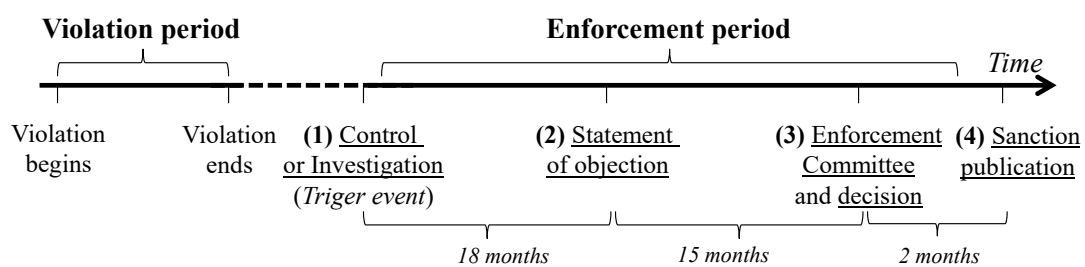 Violation period
Enforcement period
Time
Violation
begins
Violation
ends
(1) Control
or Investigation
(Triger event)
(2) Statement
of objection
(3) Enforcement
Committee
and decision
(4) Sanction
publication
18 months
15 months
2 months